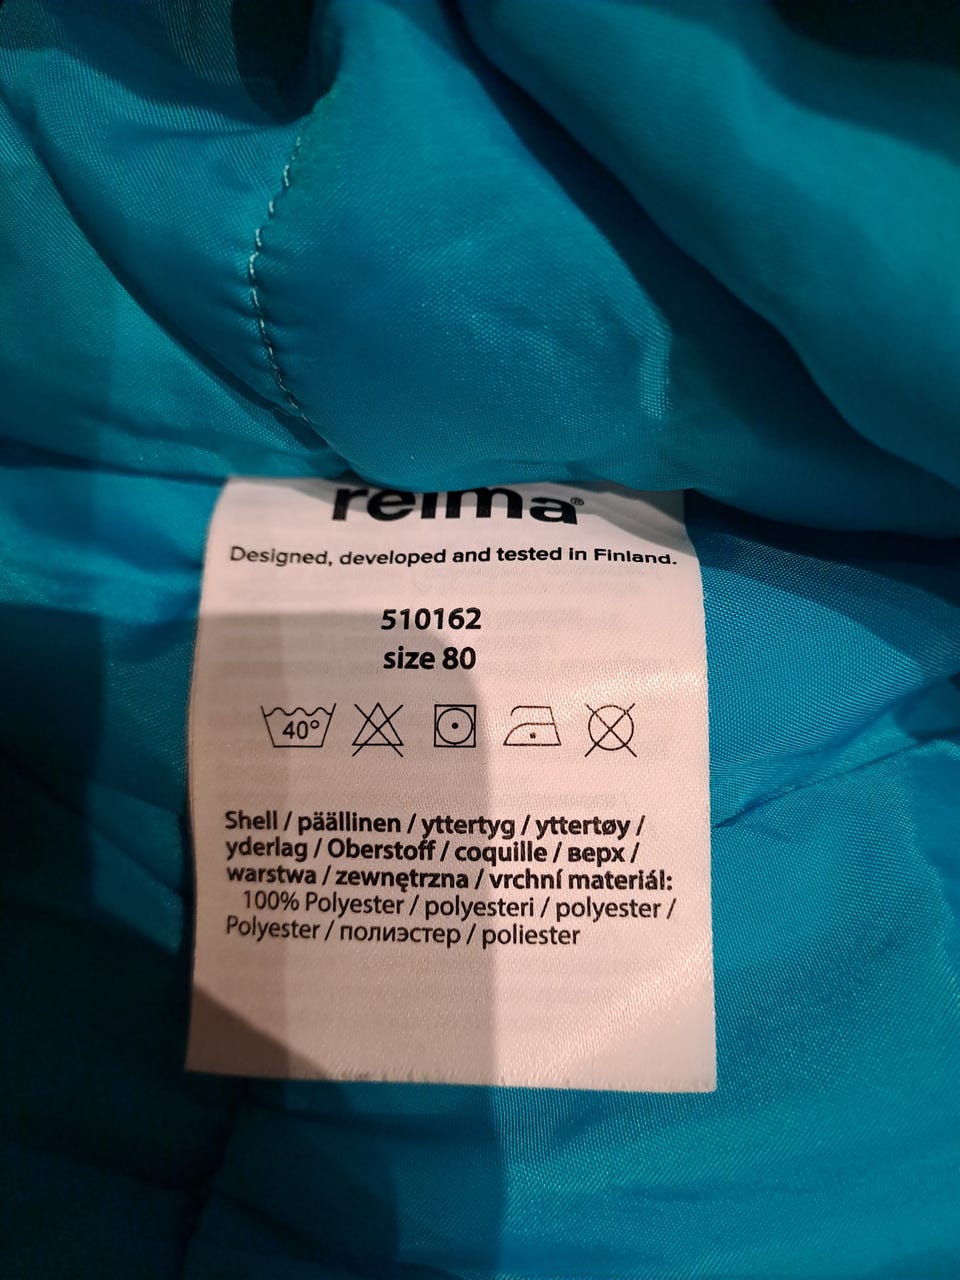 reima®
Designed, developed and tested in Finland.
510162
size 80
40°
Shell / päällinen / yttertyg / yttertøy /
yderlag / Oberstoff / coquille / верх /
warstwa / zewnętrzna / vrchní materiál:
100% Polyester / polyesteri / polyester /
Polyester / полиэстер / poliester